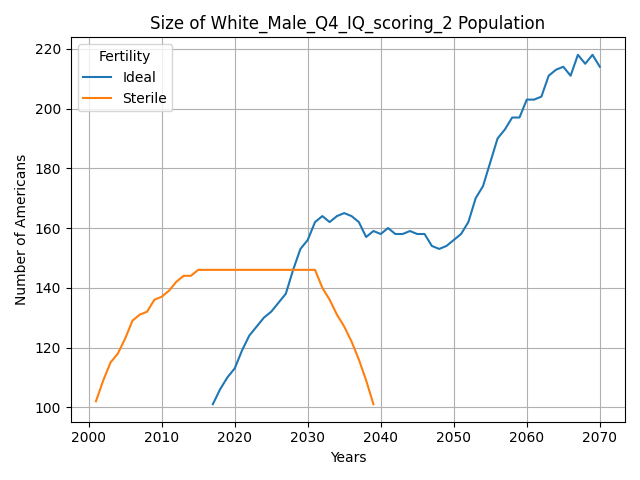 Size of White_Male_Q4_IQ_scoring_2 Population
Fertility
Ideal
Sterile
Number of Americans
220
200
180
160
140
120
100
2000 2010 2020 2030 2040 2050 2060 2070
Years